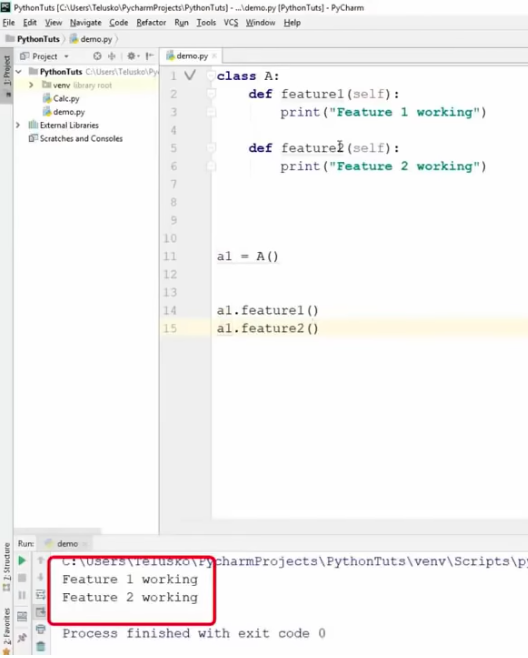 PythonTuts [C:\Users\Telusko\PycharmProjects\PythonTuts] - ...\demo.py [PythonTuts] - PyCharm
File Edit View Navigate Code Refactor Run Tools VCS Window Help
PythonTuts demo.py
1: Project
Project
demo.py
PythonTuts C:\Users\Telusko\Py
venv library root
Calc.py
demo.py
External Libraries
Scratches and Consoles
1 class A:
2 def feature1(self):
3 print("Feature 1 working")
4
5 def feature2(self):
6 print("Feature 2 working")
7
8
9
10
11 a1 = A()
12
13
14 a1.feature1()
15 a1.feature2()
Run: demo
C:\Users\Telusko\PycharmProjects\PythonTuts\venv\Scripts\py
Feature 1 working
Feature 2 working
Process finished with exit code 0
Z: Structure
2: Favorites